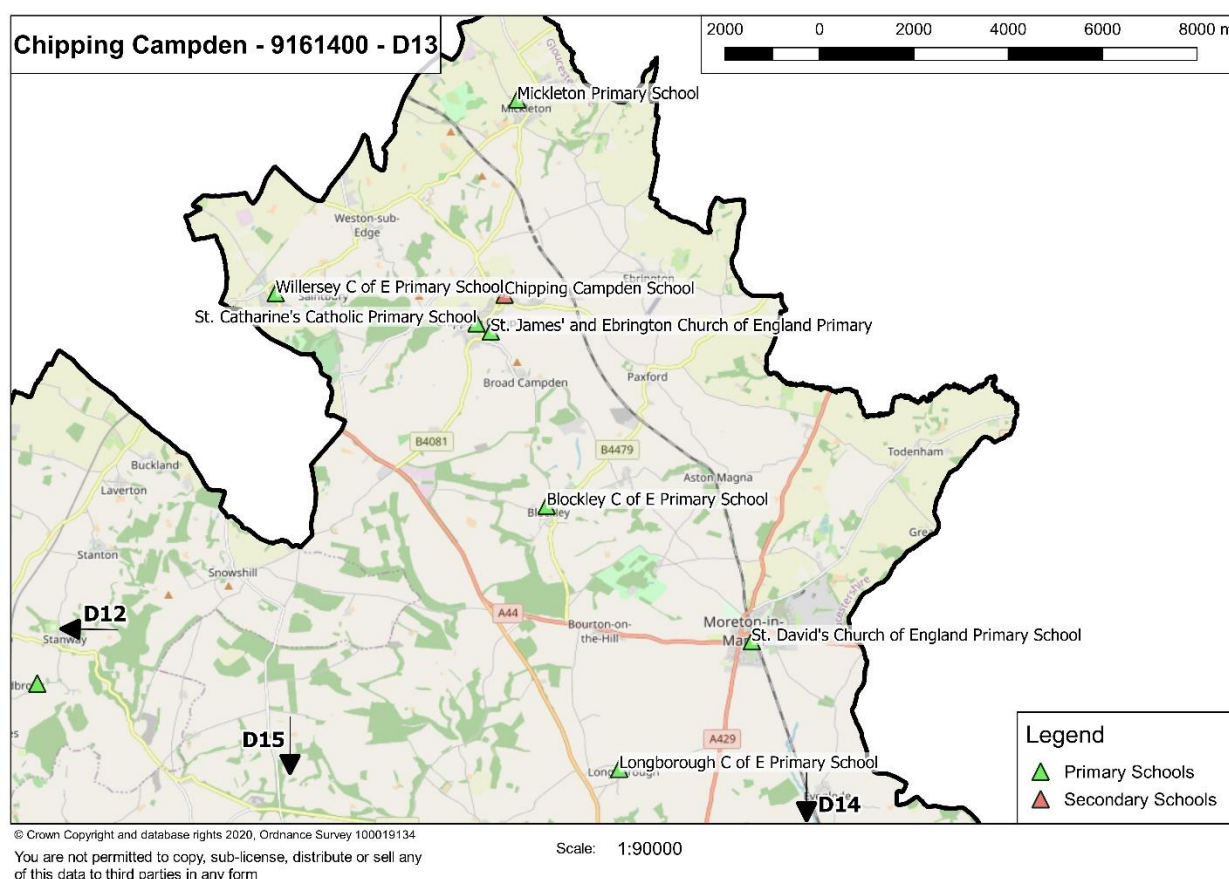 Chipping Campden - 9161400 - D13
2000 0 2000 4000 6000 8000 m
Mickleton Primary School
Mickleton
Weston-sub-
Edge
Willersey C of E Primary School
Chipping Campden School
Saintbury
St. Catharine's Catholic Primary School
St. James' and Ebrington Church of England Primary
Broad Campden
Paxford
B4081
B4479
Buckland
Laverton
Todenham
Aston Magna
Blockley C of E Primary School
Blockley
Stanton
Snowshill
D12
Stanway
A44
Bourton-on-
the-Hill
Moreton-in-
St. David's Church of England Primary School
D15
A429
Longborough C of E Primary School
D14
Legend
Primary Schools
Secondary Schools
© Crown Copyright and database rights 2020, Ordnance Survey 100019134
You are not permitted to copy, sub-license, distribute or sell any
of this data to third parties in any form
Scale: 1:90000